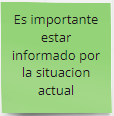 Es importante
estar
informado por
la situacion
actual